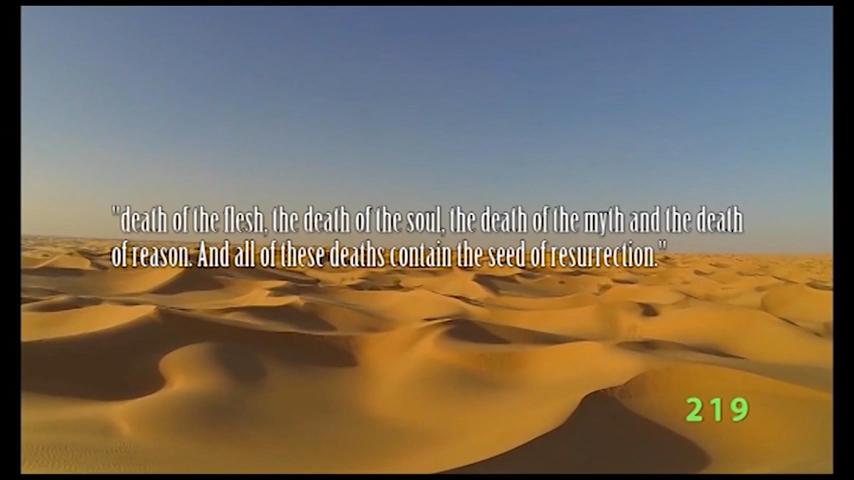 "death of the flesh, the death of the soul, the death of the myth and the death
of reason. And all of these deaths contain the seed of resurrection."
219